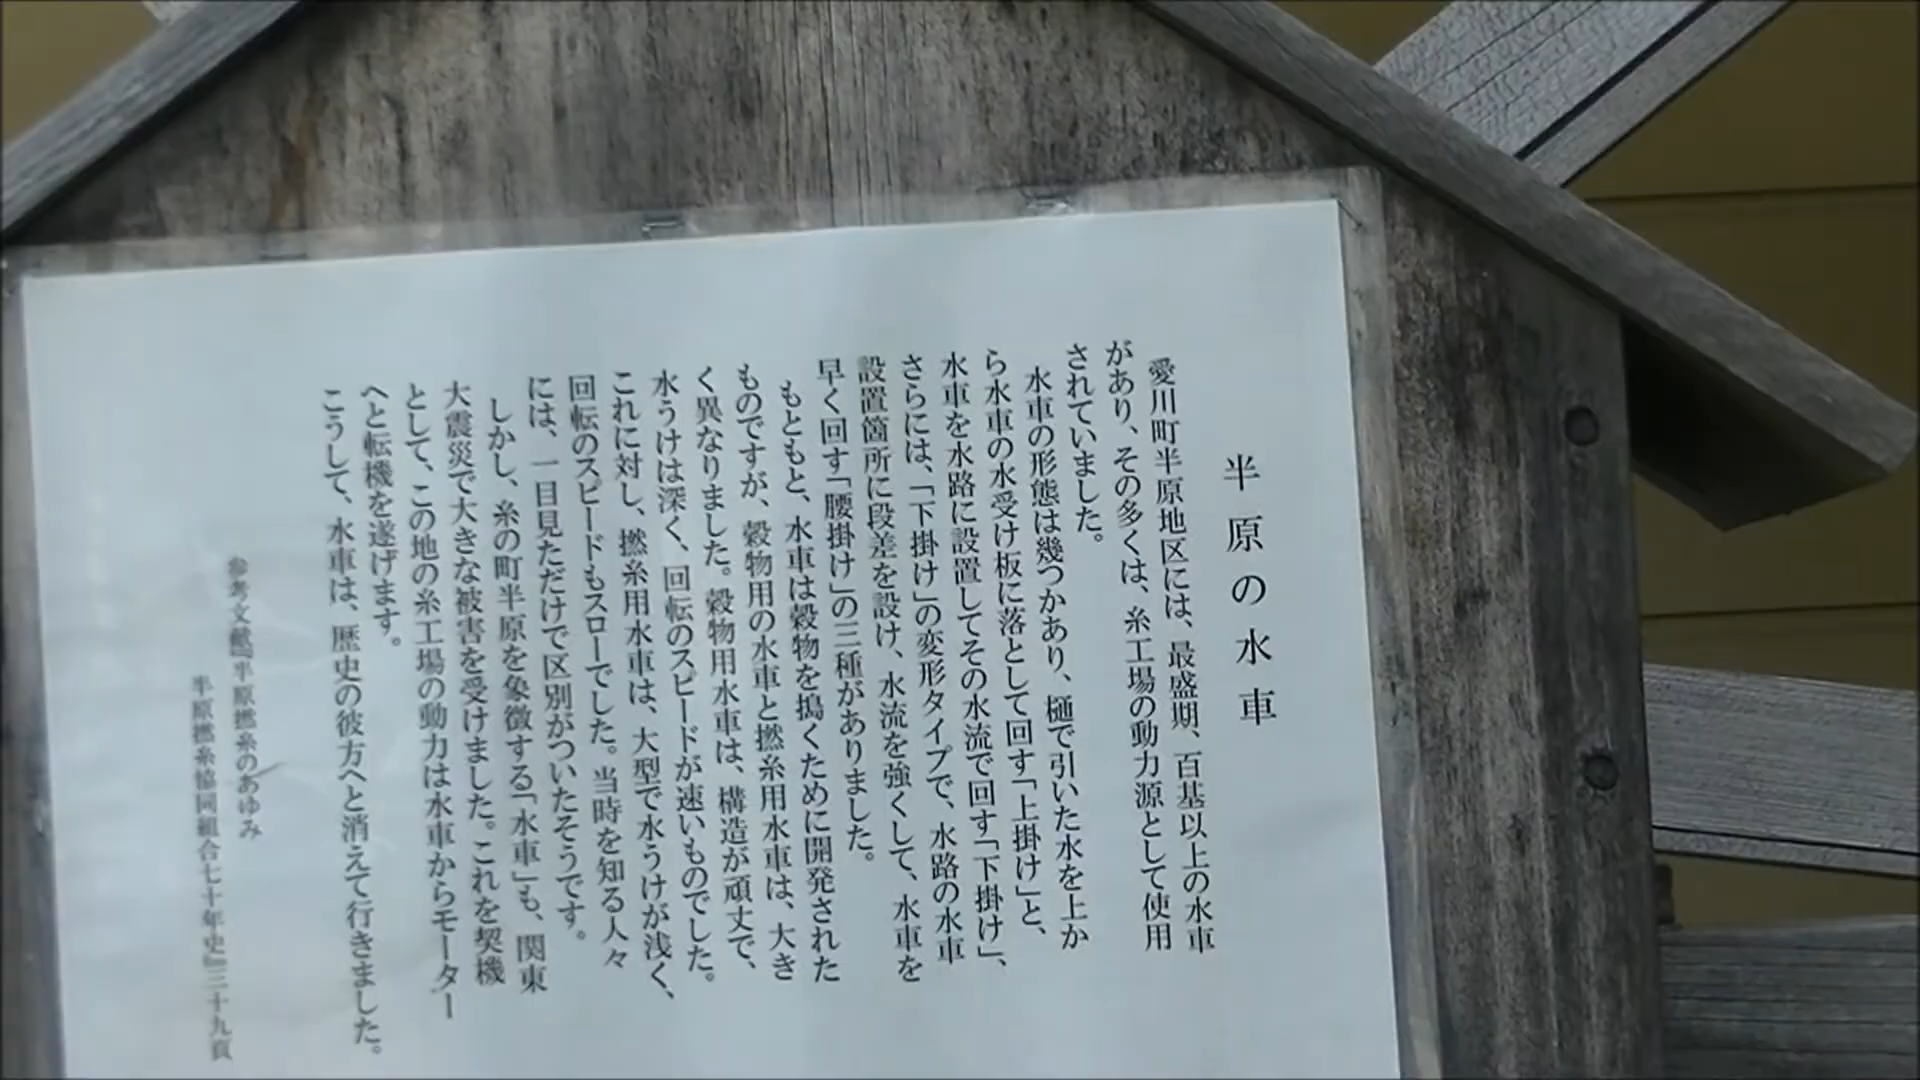 半原の水車
愛川町半原地区には、最盛期、百基以上の水車
があり、その多くは、糸工場の動力源として使用
されていました。
水車の形態は幾つかあり、樋で引いた水を上か
ら水車の水受け板に落として回す「上掛け」と、
水車を水路に設置してその水流で回す「下掛け」、
さらには、「下掛け」の変形タイプで、水路の水車
設置箇所に段差を設け、水流を強くして、水車を
早く回す「腰掛け」の三種がありました。
もともと、水車は穀物を搗くために開発された
ものですが、穀物用の水車と撚糸用水車は、大き
く異なりました。穀物用水車は、構造が頑丈で、
水うけは深く、回転のスピードが速いものでした。
これに対し、撚糸用水車は、大型で水うけが浅く、
回転のスピードもスローでした。当時を知る人々
には、一目見ただけで区別がついたそうです。
しかし、糸の町半原を象徴する「水車」も、関東
大震災で大きな被害を受けました。これを契機
として、この地の糸工場の動力は水車からモーター
へと転機を遂げます。
こうして、水車は、歴史の彼方へと消えて行きました。
参考文献『半原撚糸のあゆみ
半原撚糸協同組合七十年史』三十九頁